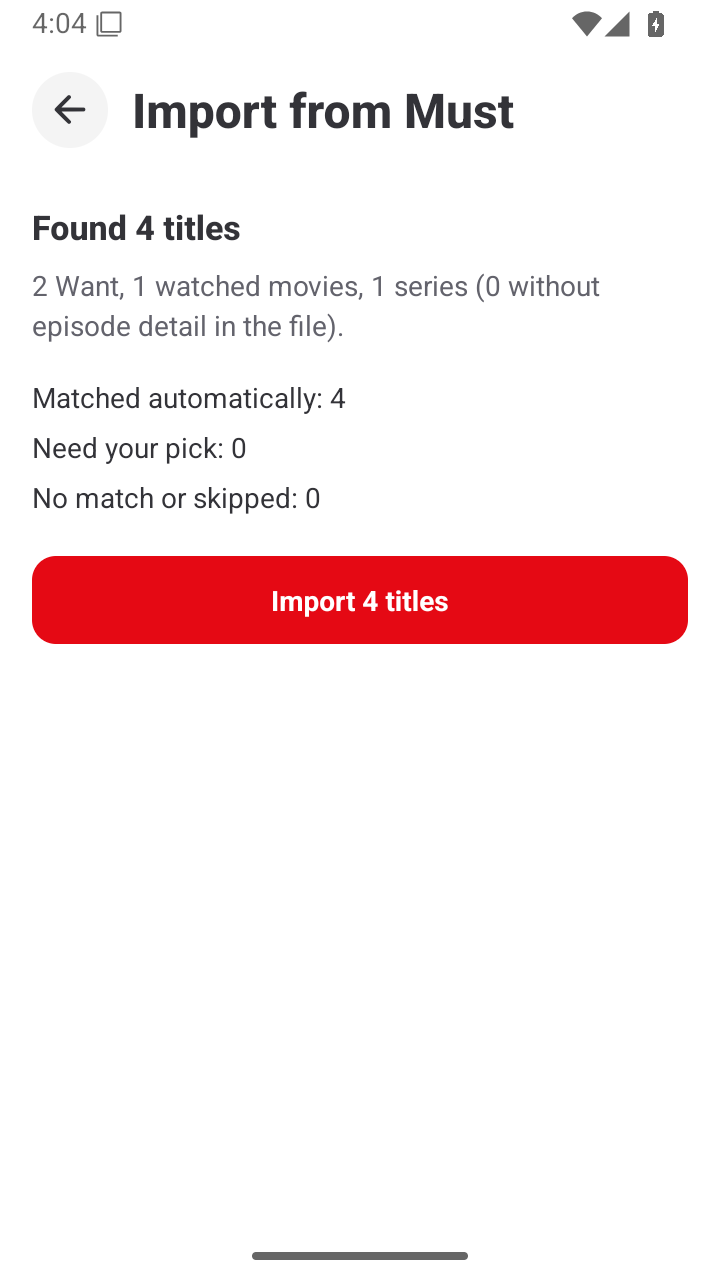 4:04
Import from Must
Found 4 titles
2 Want, 1 watched movies, 1 series (0 without
episode detail in the file).
Matched automatically: 4
Need your pick: 0
No match or skipped: 0
Import 4 titles